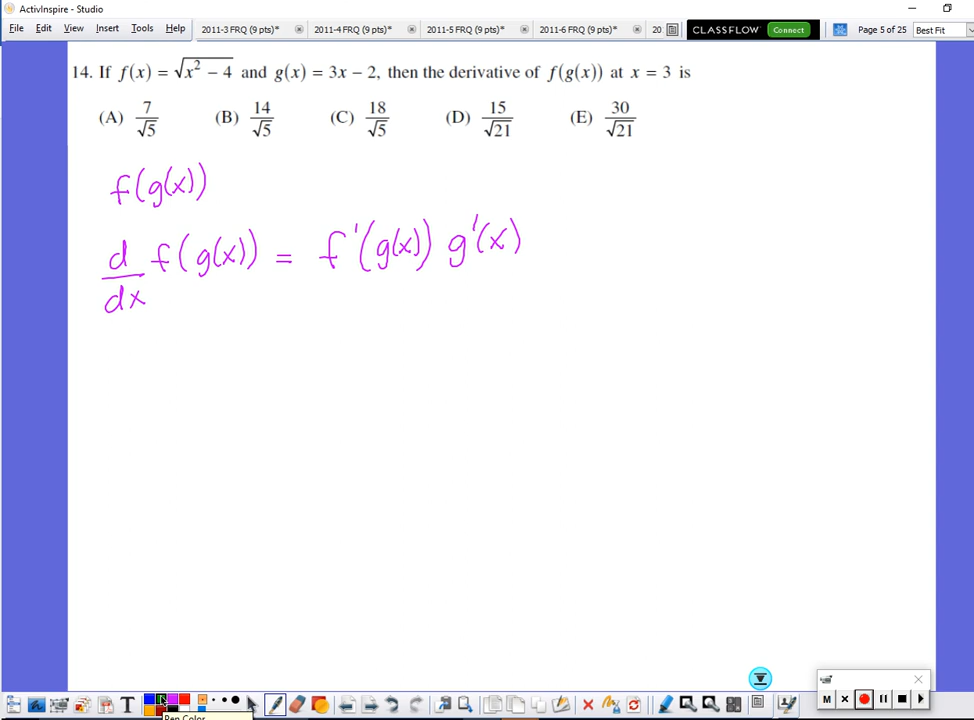 ActivInspire - Studio
File Edit View Insert Tools Help 2011-3 FRQ (9 pts)* 2011-4 FRQ (9 pts)* 2011-5 FRQ (9 pts)* 2011-6 FRQ (9 pts)* 20 CLASSFLOW Connect Page 5 of 25 Best Fit
14. If f(x) = √(x² − 4) and g(x) = 3x − 2, then the derivative of f(g(x)) at x = 3 is
(A) 7/√5 (B) 14/√5 (C) 18/√5 (D) 15/√21 (E) 30/√21
f(g(x))
d/dx f(g(x)) = f'(g(x)) g'(x)
T M
Pen Color